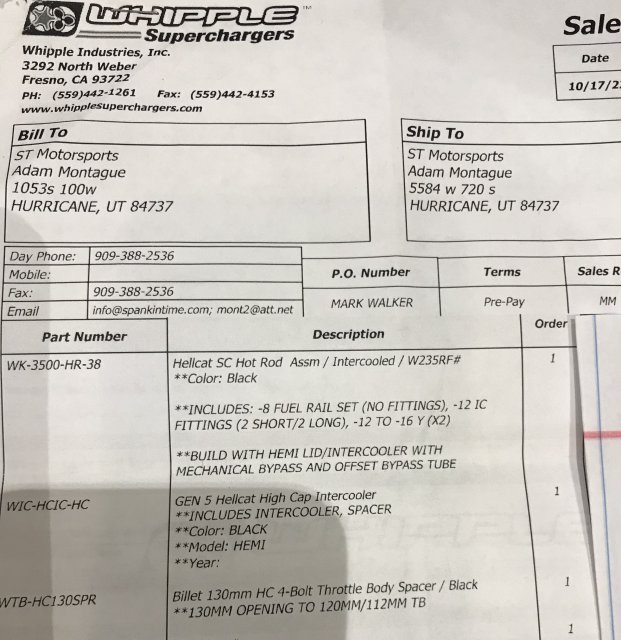 WHIPPLE™
Superchargers
Sale
Whipple Industries, Inc.
3292 North Weber
Fresno, CA 93722
PH: (559)442-1261 Fax: (559)442-4153
www.whipplesuperchargers.com
Date
10/17/2
Bill To
ST Motorsports
Adam Montague
1053s 100w
HURRICANE, UT 84737
Ship To
ST Motorsports
Adam Montague
5584 w 720 s
HURRICANE, UT 84737
Day Phone: 909-388-2536
Mobile:
Fax: 909-388-2536
Email info@spankintime.com; mont2@att.net
P.O. Number Terms Sales R
MARK WALKER Pre-Pay MM
Part Number Description Order
WK-3500-HR-38 Hellcat SC Hot Rod Assm / Intercooled / W235RF# 1
**Color: Black
**INCLUDES: -8 FUEL RAIL SET (NO FITTINGS), -12 IC
FITTINGS (2 SHORT/2 LONG), -12 TO -16 Y (X2)
**BUILD WITH HEMI LID/INTERCOOLER WITH
MECHANICAL BYPASS AND OFFSET BYPASS TUBE
WIC-HCIC-HC GEN 5 Hellcat High Cap Intercooler 1
**INCLUDES INTERCOOLER, SPACER
**Color: BLACK
**Model: HEMI
**Year:
WTB-HC130SPR Billet 130mm HC 4-Bolt Throttle Body Spacer / Black 1
**130MM OPENING TO 120MM/112MM TB
1